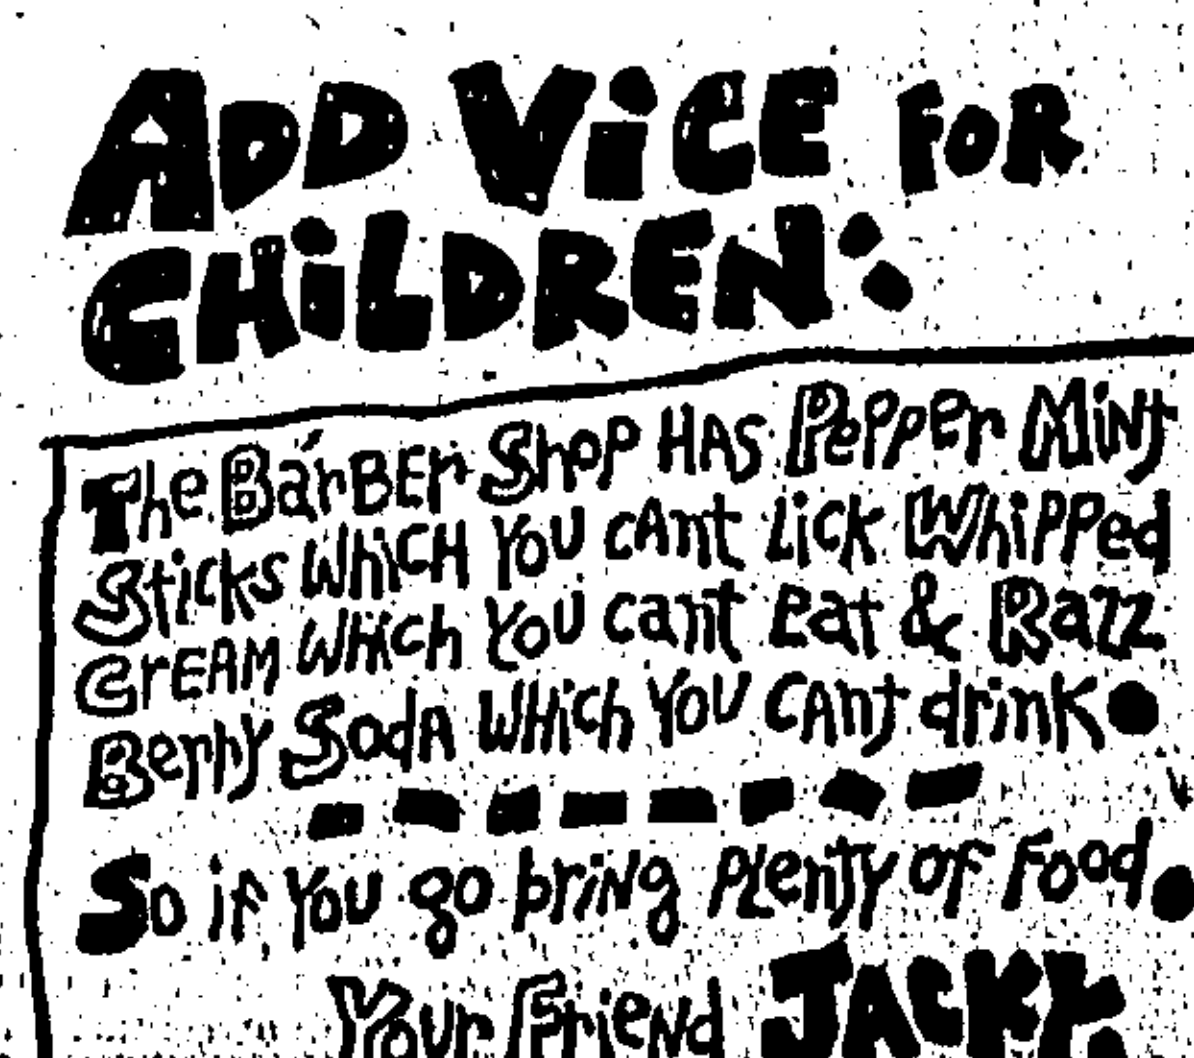 ADD ViCE FOR
CHiLDREN:
The BarBEr Shop HAS PePPer MiNt
Sticks WhiCH YOU cAnt Lick WhiPPed
CrEAM WHiCh YOU cant Eat & Razz
Berry SodA WHiCh YOU CAnt drink.
So if YOU go briNg PLenty of Food.
Your FrieNd JACKY.